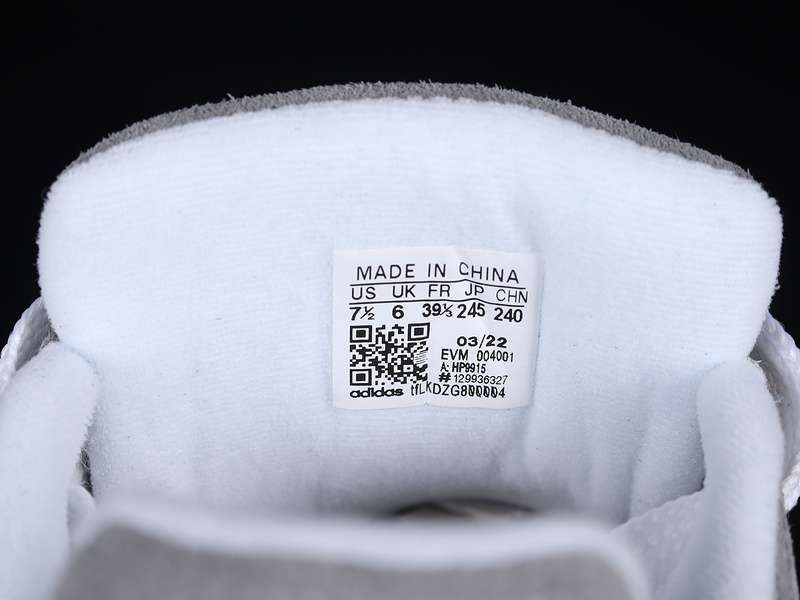 MADE IN CHINA
US UK FR JP CHN
7½ 6 39⅓ 245 240
03/22
EVM 004001
A: HP9915
# 129936327
adidas